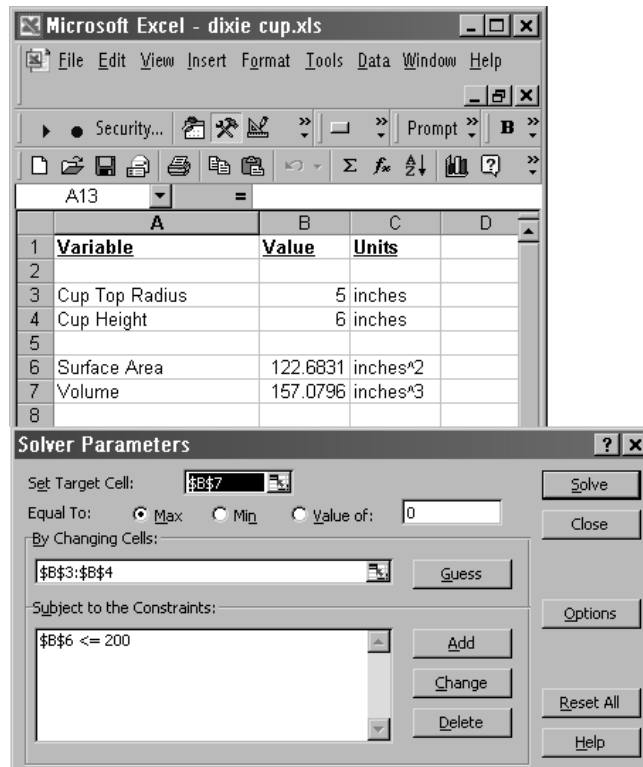 Microsoft Excel - dixie cup.xls
File Edit View Insert Format Tools Data Window Help
Security... Prompt B
Σ fx
A13 =
A B C D
1 Variable Value Units
2
3 Cup Top Radius 5 inches
4 Cup Height 6 inches
5
6 Surface Area 122.6831 inches^2
7 Volume 157.0796 inches^3
8
Solver Parameters
Set Target Cell: $B$7 Solve
Equal To: Max Min Value of: 0 Close
By Changing Cells:
$B$3:$B$4 Guess
Subject to the Constraints: Options
$B$6 <= 200 Add
Change
Delete Reset All
Help